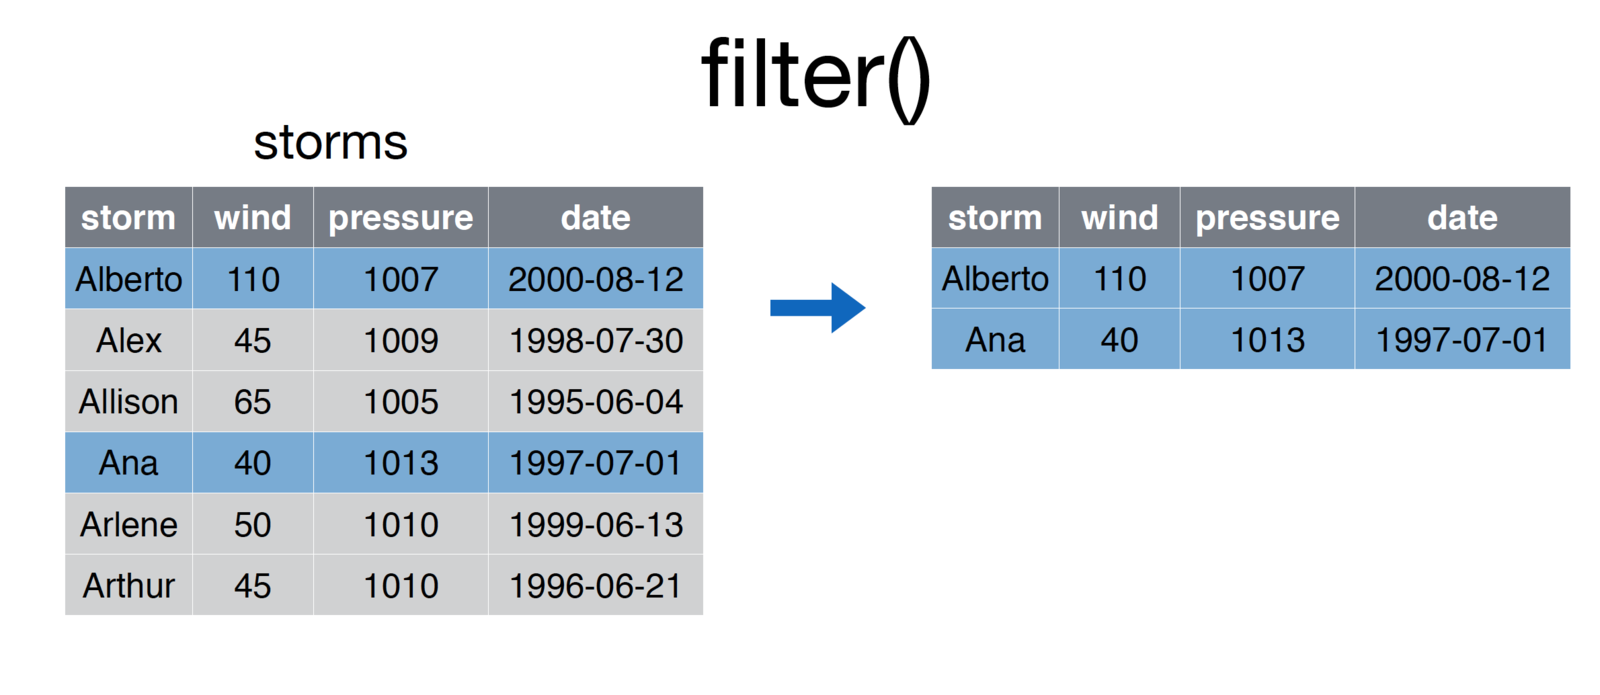 filter()
storms
storm wind pressure date
Alberto 110 1007 2000-08-12
Alex 45 1009 1998-07-30
Allison 65 1005 1995-06-04
Ana 40 1013 1997-07-01
Arlene 50 1010 1999-06-13
Arthur 45 1010 1996-06-21
storm wind pressure date
Alberto 110 1007 2000-08-12
Ana 40 1013 1997-07-01